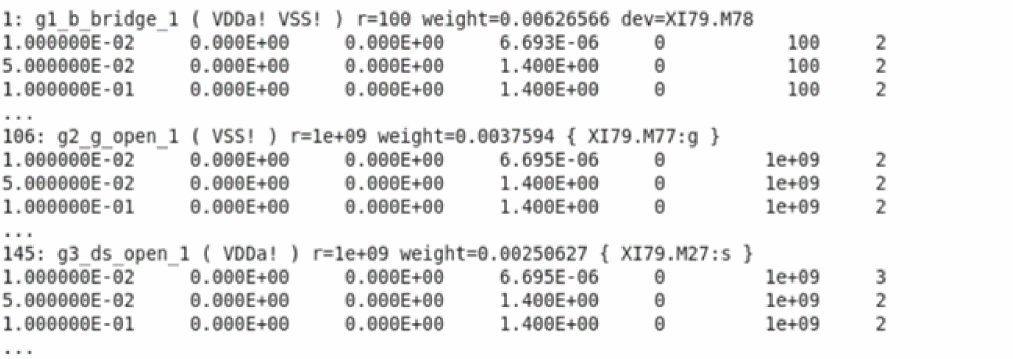 1: g1_b_bridge_1 ( VDDa! VSS! ) r=100 weight=0.00626566 dev=XI79.M78
1.000000E-02 0.000E+00 0.000E+00 6.693E-06 0 100 2
5.000000E-02 0.000E+00 0.000E+00 1.400E+00 0 100 2
1.000000E-01 0.000E+00 0.000E+00 1.400E+00 0 100 2
...
106: g2_g_open_1 ( VSS! ) r=1e+09 weight=0.0037594 { XI79.M77:g }
1.000000E-02 0.000E+00 0.000E+00 6.695E-06 0 1e+09 2
5.000000E-02 0.000E+00 0.000E+00 1.400E+00 0 1e+09 2
1.000000E-01 0.000E+00 0.000E+00 1.400E+00 0 1e+09 2
...
145: g3_ds_open_1 ( VDDa! ) r=1e+09 weight=0.00250627 { XI79.M27:s }
1.000000E-02 0.000E+00 0.000E+00 6.695E-06 0 1e+09 3
5.000000E-02 0.000E+00 0.000E+00 1.400E+00 0 1e+09 2
1.000000E-01 0.000E+00 0.000E+00 1.400E+00 0 1e+09 2
...